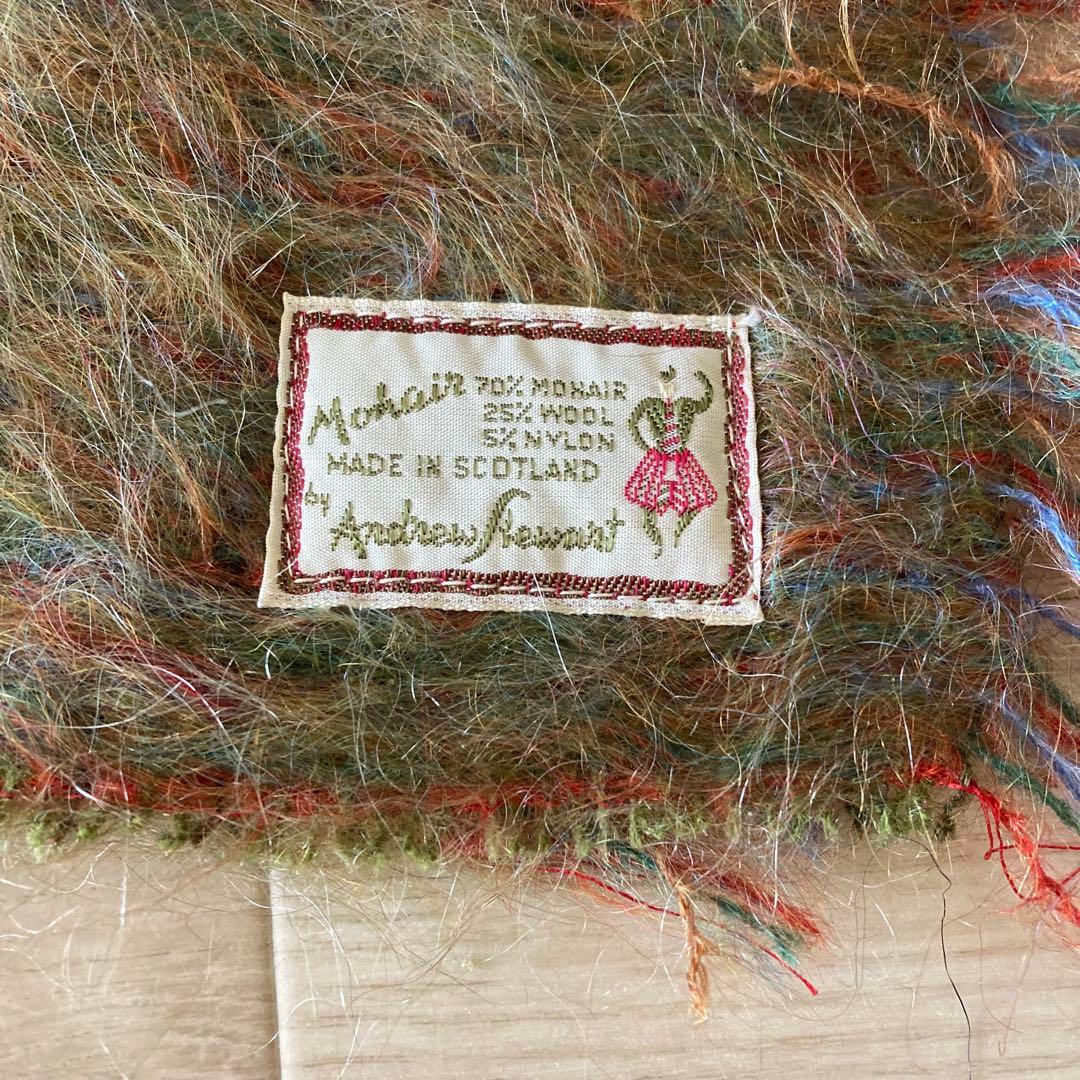 Mohair 70% MOHAIR
25% WOOL
5% NYLON
MADE IN SCOTLAND
by Andrew Stewart